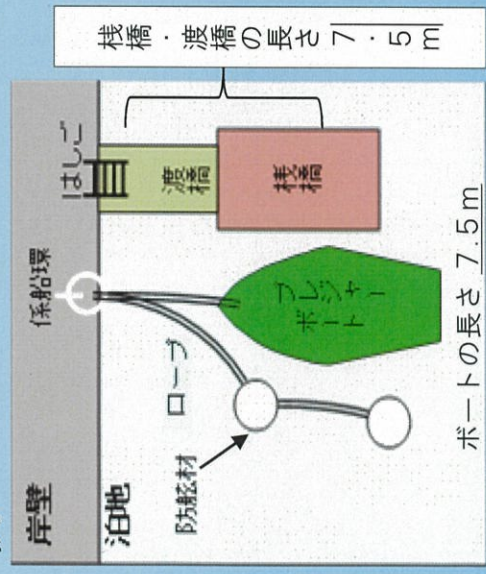 岸壁
係船環
はしご
泊地
渡橋
桟橋
桟橋・渡橋の長さ 7.5m
ロープ
防舷材
プレジャー
ボート
ボートの長さ 7.5m